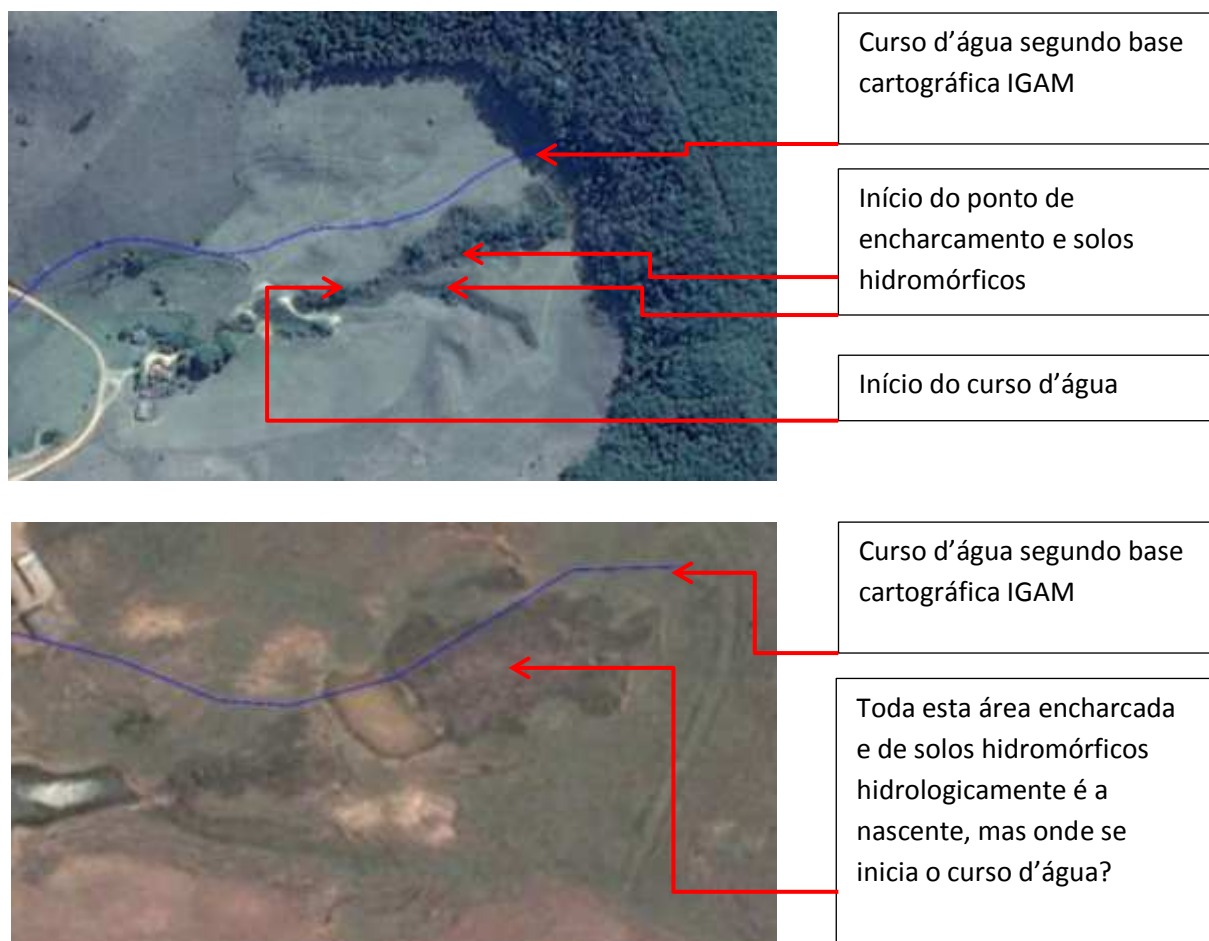 Curso d’água segundo base
cartográfica IGAM
Início do ponto de
encharcamento e solos
hidromórficos
Início do curso d’água
Curso d’água segundo base
cartográfica IGAM
Toda esta área encharcada
e de solos hidromórficos
hidrologicamente é a
nascente, mas onde se
inicia o curso d’água?